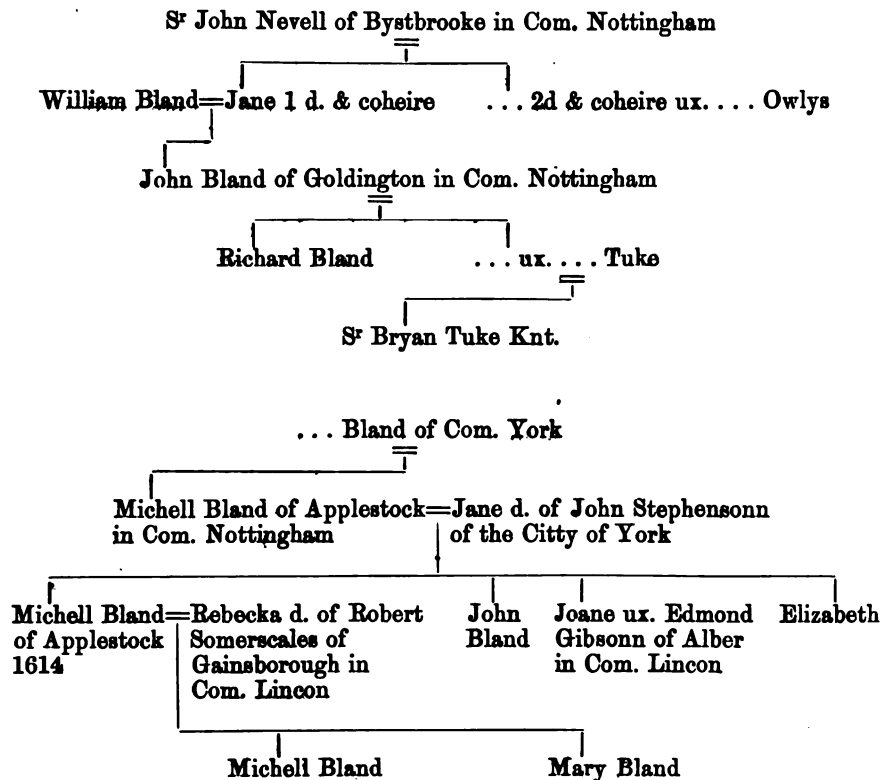 Sr John Nevell of Bystbrooke in Com. Nottingham
William Bland=Jane 1 d. & coheire ... 2d & coheire ux. ... Owlys
John Bland of Goldington in Com. Nottingham
Richard Bland ... ux. ... Tuke
Sr Bryan Tuke Knt.
... Bland of Com. York
Michell Bland of Applestock=Jane d. of John Stephensonn
in Com. Nottingham of the Citty of York
Michell Bland=Rebecka d. of Robert John Joane ux. Edmond Elizabeth
of Applestock Somerscales of Bland Gibsonn of Alber
1614 Gainsborough in in Com. Lincon
Com. Lincon
Michell Bland Mary Bland